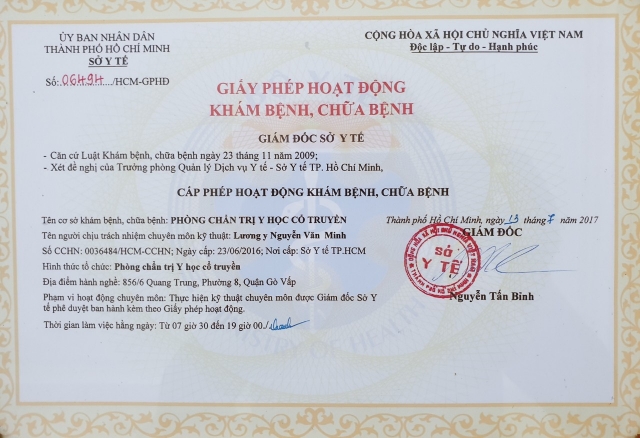 ỦY BAN NHÂN DÂN
THÀNH PHỐ HỒ CHÍ MINH
SỞ Y TẾ
Số: 06494/HCM-GPHĐ
CỘNG HÒA XÃ HỘI CHỦ NGHĨA VIỆT NAM
Độc lập - Tự do - Hạnh phúc
GIẤY PHÉP HOẠT ĐỘNG
KHÁM BỆNH, CHỮA BỆNH
GIÁM ĐỐC SỞ Y TẾ
- Căn cứ Luật Khám bệnh, chữa bệnh ngày 23 tháng 11 năm 2009;
- Xét đề nghị của Trưởng phòng Quản lý Dịch vụ Y tế - Sở Y tế TP. Hồ Chí Minh,
CẤP PHÉP HOẠT ĐỘNG KHÁM BỆNH, CHỮA BỆNH
Tên cơ sở khám bệnh, chữa bệnh: PHÒNG CHẨN TRỊ Y HỌC CỔ TRUYỀN
Tên người chịu trách nhiệm chuyên môn kỹ thuật: Lương y Nguyễn Văn Minh
Số CCHN: 0036484/HCM-CCHN; Ngày cấp: 23/06/2016; Nơi cấp: Sở Y tế TP.HCM
Hình thức tổ chức: Phòng chẩn trị Y học cổ truyền
Địa điểm hành nghề: 856/6 Quang Trung, Phường 8, Quận Gò Vấp
Phạm vi hoạt động chuyên môn: Thực hiện kỹ thuật chuyên môn được Giám đốc Sở Y
tế phê duyệt ban hành kèm theo Giấy phép hoạt động.
Thời gian làm việc hằng ngày: Từ 07 giờ 30 đến 19 giờ 00./.
Thành phố Hồ Chí Minh, ngày 13 tháng 7 năm 2017
GIÁM ĐỐC
SỞ
Y TẾ
Nguyễn Tấn Bỉnh